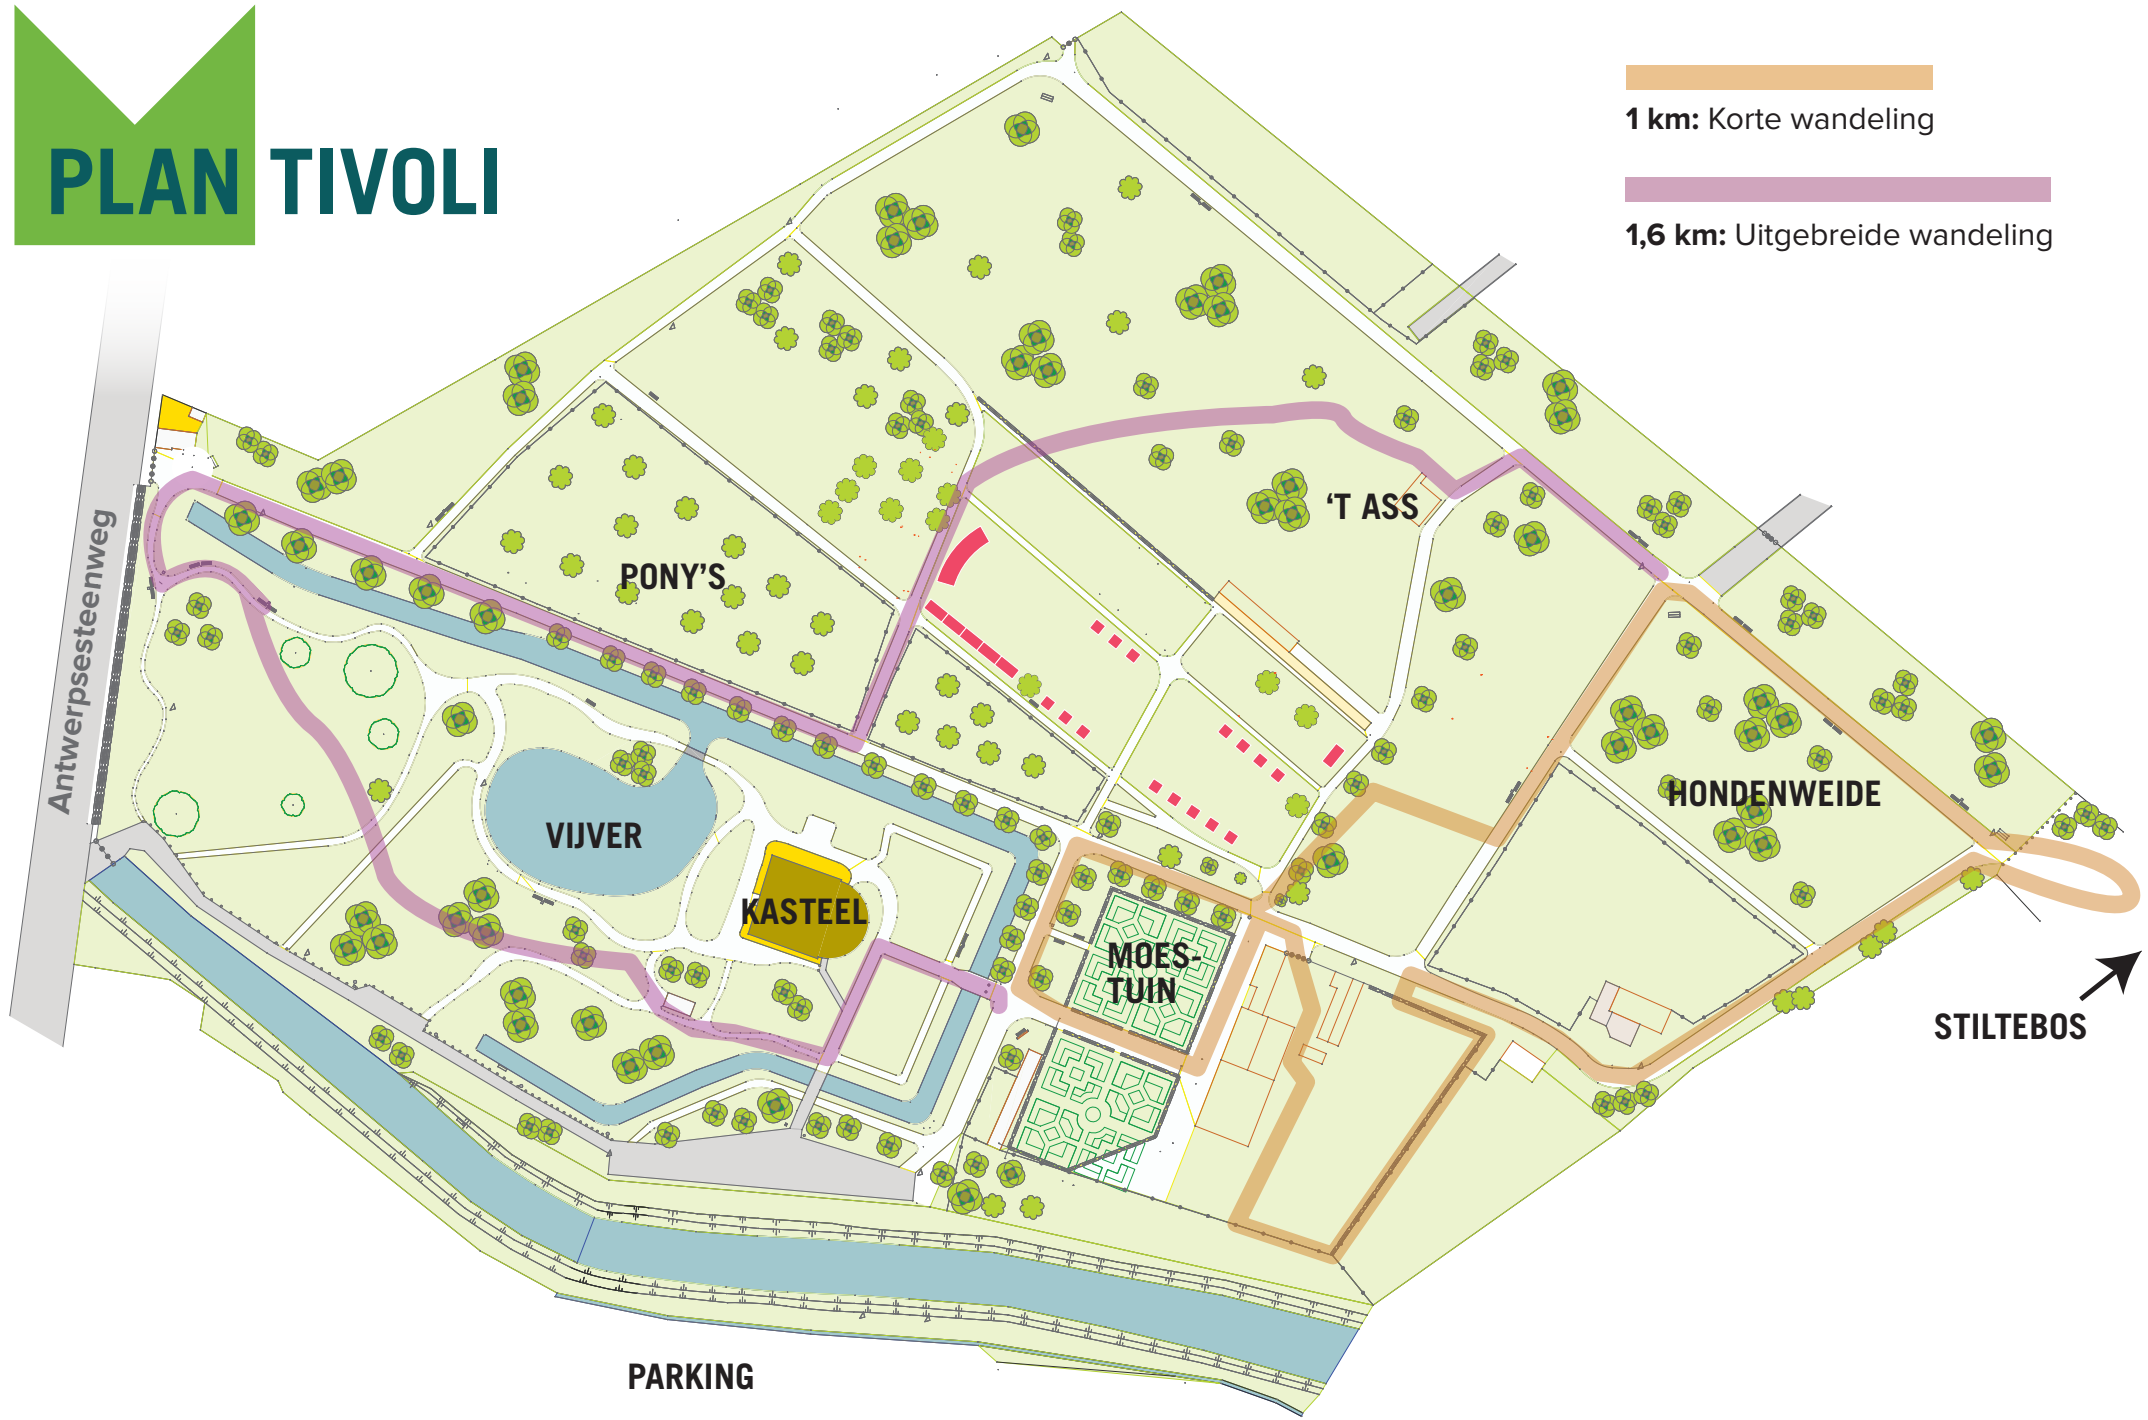 PLAN TIVOLI
1 km: Korte wandeling
1,6 km: Uitgebreide wandeling
Antwerpsesteenweg
'T ASS
PONY'S
HONDENWEIDE
VIJVER
KASTEEL
MOES-
TUIN
STILTEBOS
PARKING